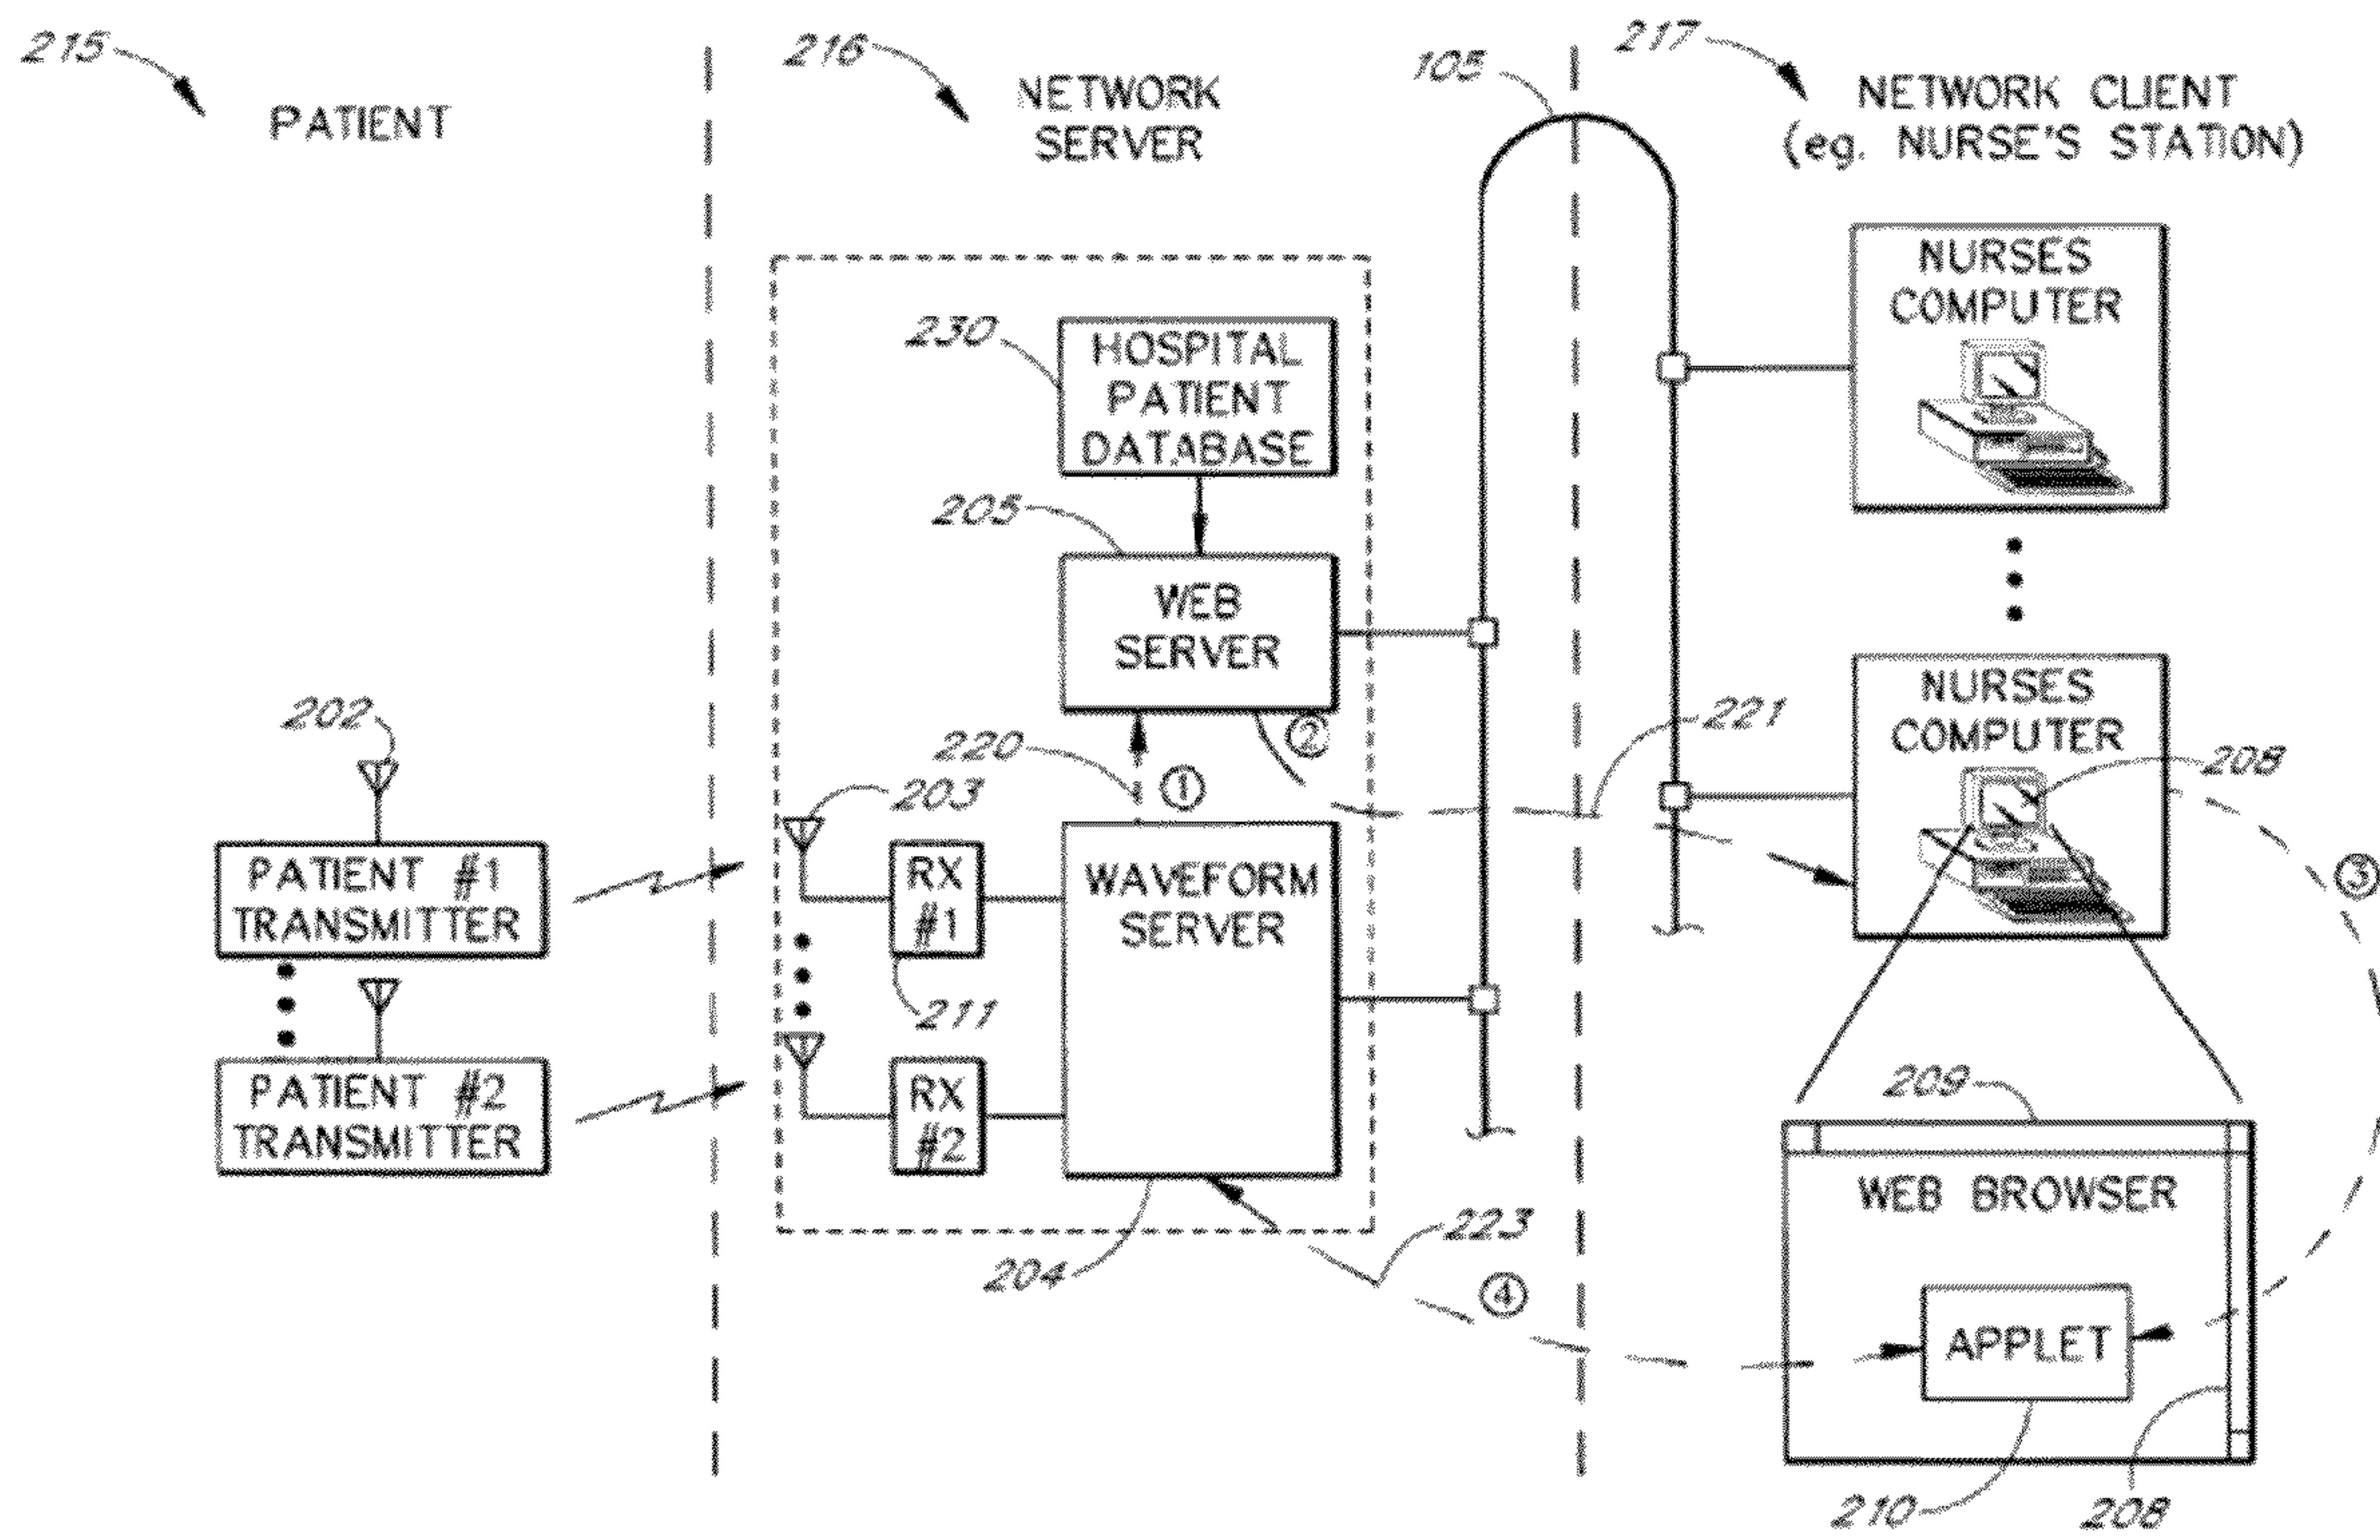 215
PATIENT
202
PATIENT #1
TRANSMITTER
PATIENT #2
TRANSMITTER
216
NETWORK
SERVER
105
230
HOSPITAL
PATIENT
DATABASE
205
WEB
SERVER
220
1
2
221
203
RX
#1
211
RX
#2
WAVEFORM
SERVER
204
223
4
217
NETWORK CLIENT
(eg. NURSE'S STATION)
NURSES
COMPUTER
NURSES
COMPUTER
208
3
209
WEB BROWSER
APPLET
210
208